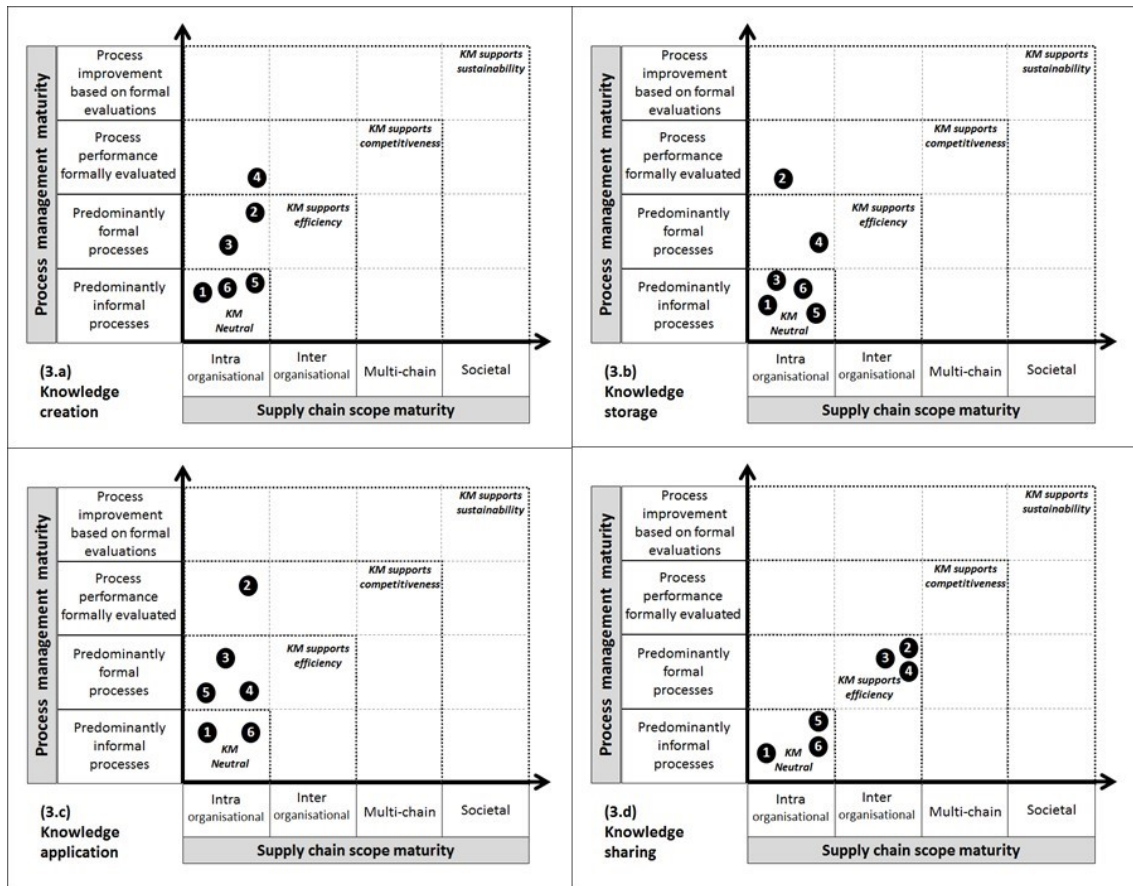 Process management maturity
Process
improvement
based on formal
evaluations
Process
performance
formally evaluated
Predominantly
formal
processes
Predominantly
informal
processes
KM supports
sustainability
KM supports
competitiveness
4
2
KM supports
efficiency
3
1
6
5
KM
Neutral
Intra
organisational
Inter
organisational
Multi-chain
Societal
Supply chain scope maturity
(3.a)
Knowledge
creation
Process management maturity
Process
improvement
based on formal
evaluations
Process
performance
formally evaluated
Predominantly
formal
processes
Predominantly
informal
processes
KM supports
sustainability
KM supports
competitiveness
2
KM supports
efficiency
4
3
6
1
5
KM
Neutral
Intra
organisational
Inter
organisational
Multi-chain
Societal
Supply chain scope maturity
(3.b)
Knowledge
storage
Process management maturity
Process
improvement
based on formal
evaluations
Process
performance
formally evaluated
Predominantly
formal
processes
Predominantly
informal
processes
KM supports
sustainability
KM supports
competitiveness
2
KM supports
efficiency
3
5
4
1
6
KM
Neutral
Intra
organisational
Inter
organisational
Multi-chain
Societal
Supply chain scope maturity
(3.c)
Knowledge
application
Process management maturity
Process
improvement
based on formal
evaluations
Process
performance
formally evaluated
Predominantly
formal
processes
Predominantly
informal
processes
KM supports
sustainability
KM supports
competitiveness
2
3
4
KM supports
efficiency
5
1
6
KM
Neutral
Intra
organisational
Inter
organisational
Multi-chain
Societal
Supply chain scope maturity
(3.d)
Knowledge
sharing